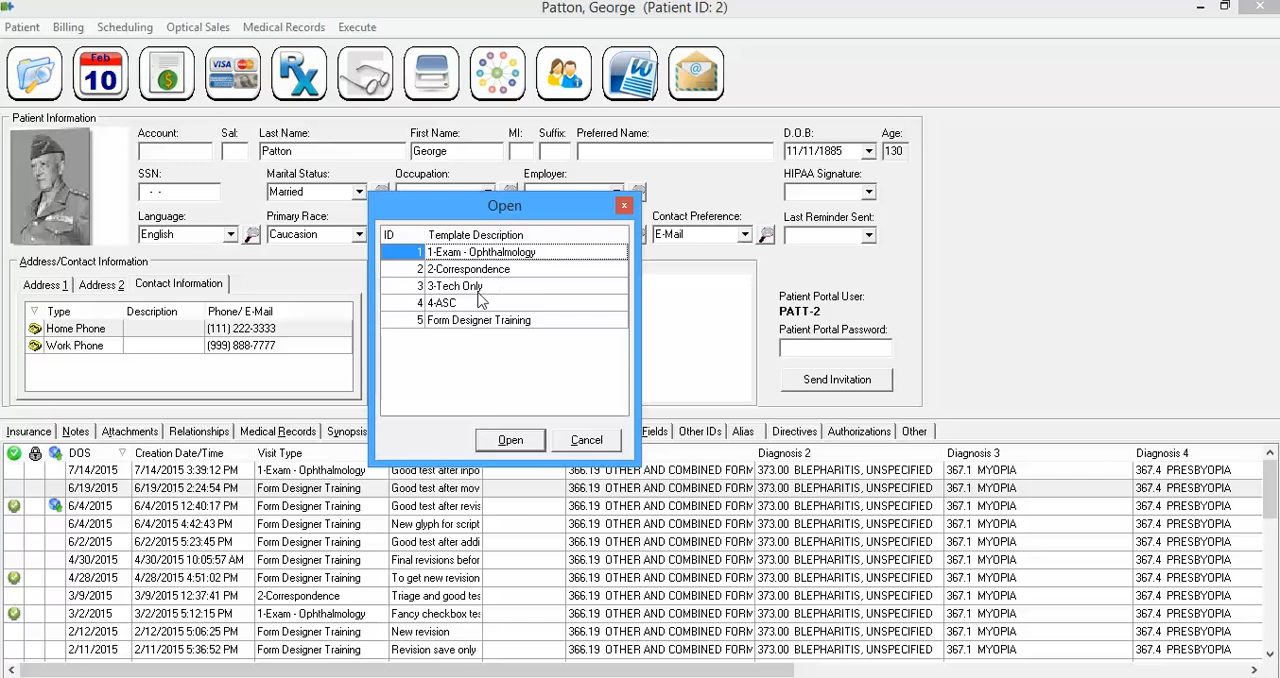 Patton, George (Patient ID: 2)
Patient Billing Scheduling Optical Sales Medical Records Execute
Feb 10 VISA Rx W @
Patient Information
Account: Sal: Last Name: First Name: MI: Suffix: Preferred Name: D.O.B: Age:
Patton George 11/11/1885 130
SSN: Marital Status: Occupation: Employer: HIPAA Signature:
- - Married
Language: Primary Race: Contact Preference: Last Reminder Sent:
English Caucasion E-Mail
Address/Contact Information
Address 1 Address 2 Contact Information
Type Description Phone/ E-Mail
Home Phone (111) 222-3333
Work Phone (999) 888-7777
Patient Portal User:
PATT-2
Patient Portal Password:
Send Invitation
Open
ID Template Description
1 1-Exam - Ophthalmology
2 2-Correspondence
3 3-Tech Only
4 4-ASC
5 Form Designer Training
Open Cancel
Insurance Notes Attachments Relationships Medical Records Synopsis Fields Other IDs Alias Directives Authorizations Other
DOS Creation Date/Time Visit Type Diagnosis 2 Diagnosis 3 Diagnosis 4
7/14/2015 7/14/2015 3:39:12 PM 1-Exam - Ophthalmology Good test after inpo 366.19 OTHER AND COMBINED FORM 373.00 BLEPHARITIS, UNSPECIFIED 367.1 MYOPIA 367.4 PRESBYOPIA
6/19/2015 6/19/2015 2:24:54 PM Form Designer Training Good test after mov 366.19 OTHER AND COMBINED FORM 373.00 BLEPHARITIS, UNSPECIFIED 367.1 MYOPIA 367.4 PRESBYOPIA
6/4/2015 6/4/2015 12:40:17 PM Form Designer Training Good test after revis 366.19 OTHER AND COMBINED FORM 373.00 BLEPHARITIS, UNSPECIFIED 367.1 MYOPIA 367.4 PRESBYOPIA
6/4/2015 6/4/2015 4:42:43 PM Form Designer Training New glyph for script 366.19 OTHER AND COMBINED FORM 373.00 BLEPHARITIS, UNSPECIFIED 367.1 MYOPIA 367.4 PRESBYOPIA
6/2/2015 6/2/2015 5:23:45 PM Form Designer Training Good test after addi 366.19 OTHER AND COMBINED FORM 373.00 BLEPHARITIS, UNSPECIFIED 367.1 MYOPIA 367.4 PRESBYOPIA
4/30/2015 4/30/2015 10:05:57 AM Form Designer Training Final revisions before 366.19 OTHER AND COMBINED FORM 373.00 BLEPHARITIS, UNSPECIFIED 367.1 MYOPIA 367.4 PRESBYOPIA
4/28/2015 4/28/2015 4:51:02 PM Form Designer Training To get new revision 366.19 OTHER AND COMBINED FORM 373.00 BLEPHARITIS, UNSPECIFIED 367.1 MYOPIA 367.4 PRESBYOPIA
3/9/2015 3/9/2015 12:37:41 PM 2-Correspondence Triage and good tes 366.19 OTHER AND COMBINED FORM 373.00 BLEPHARITIS, UNSPECIFIED 367.1 MYOPIA 367.4 PRESBYOPIA
3/2/2015 3/2/2015 5:12:15 PM 1-Exam - Ophthalmology Fancy checkbox tes 366.19 OTHER AND COMBINED FORM 373.00 BLEPHARITIS, UNSPECIFIED 367.1 MYOPIA 367.4 PRESBYOPIA
2/12/2015 2/12/2015 5:06:25 PM Form Designer Training New revision 366.19 OTHER AND COMBINED FORM 373.00 BLEPHARITIS, UNSPECIFIED 367.1 MYOPIA 367.4 PRESBYOPIA
2/11/2015 2/11/2015 5:36:52 PM Form Designer Training Revision save only 366.19 OTHER AND COMBINED FORM 373.00 BLEPHARITIS, UNSPECIFIED 367.1 MYOPIA 367.4 PRESBYOPIA